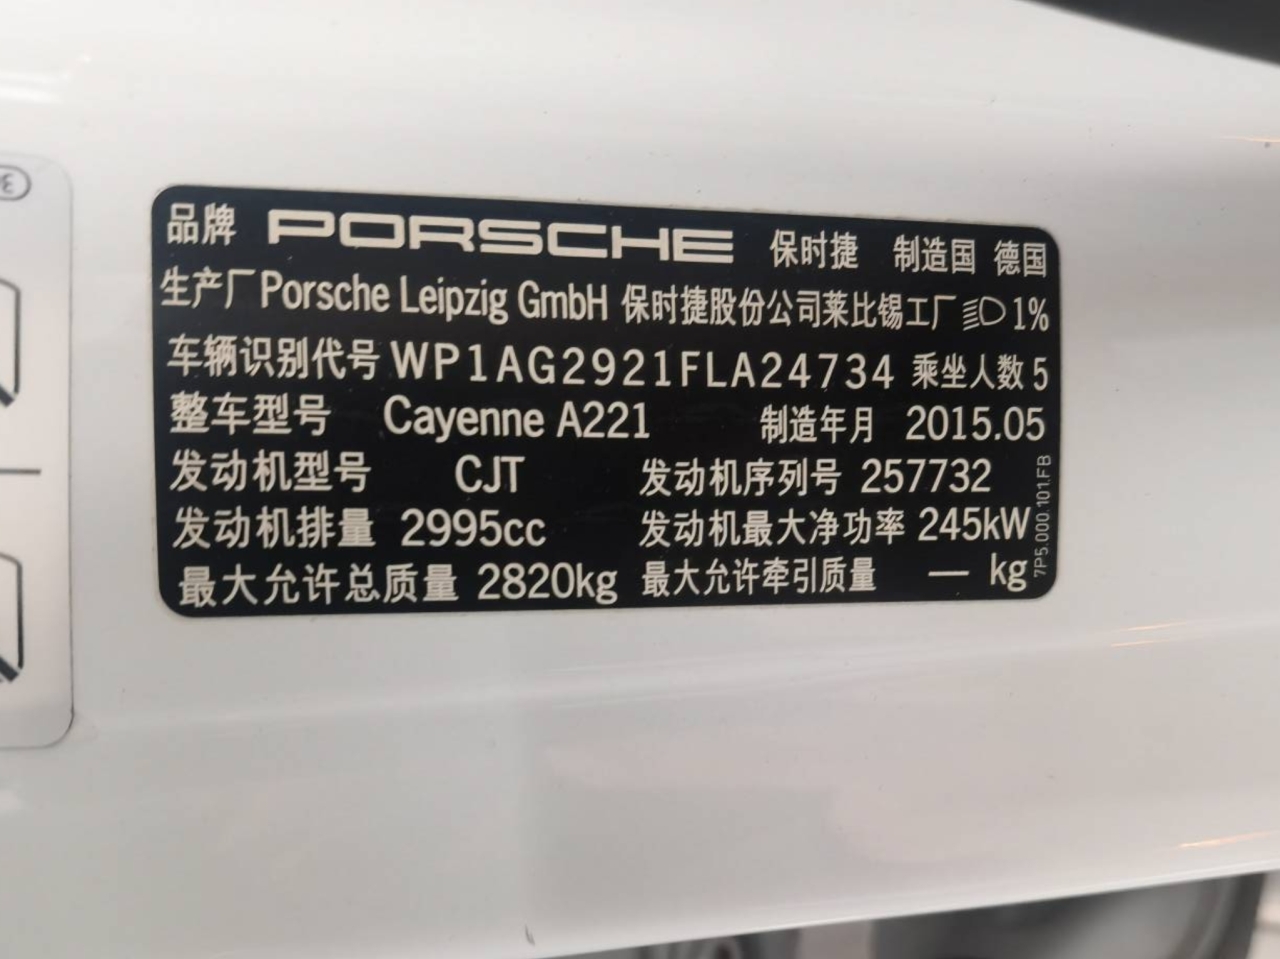 品牌 PORSCHE 保时捷 制造国 德国
生产厂 Porsche Leipzig GmbH 保时捷股份公司莱比锡工厂 1%
车辆识别代号 WP1AG2921FLA24734 乘坐人数 5
整车型号 Cayenne A221 制造年月 2015.05
发动机型号 CJT 发动机序列号 257732
发动机排量 2995cc 发动机最大净功率 245kW
最大允许总质量 2820kg 最大允许牵引质量 — kg
7P5.000.101.FB